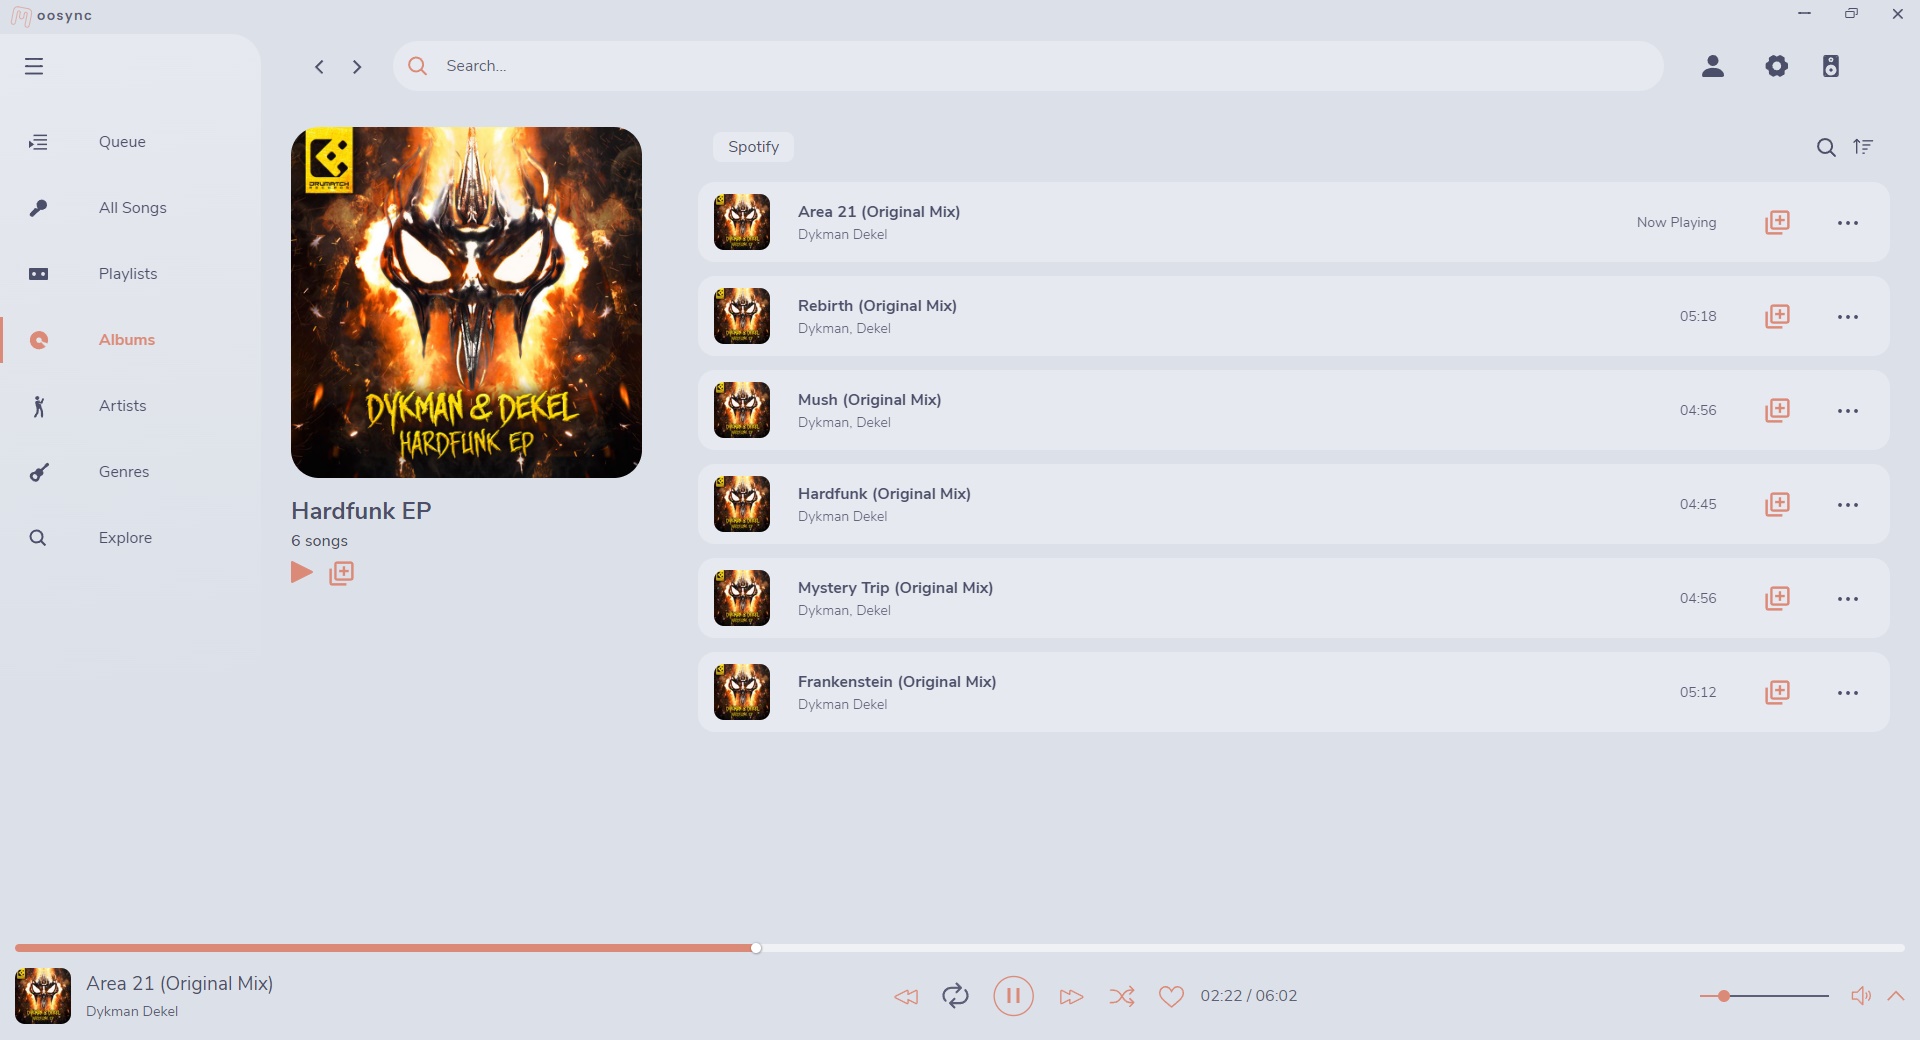 oosync
Search...
Queue
All Songs
Playlists
Albums
Artists
Genres
Explore
DRUMATCH
RECORDS
DYKMAN & DEKEL
HARDFUNK EP
Hardfunk EP
6 songs
Spotify
Area 21 (Original Mix)
Dykman Dekel
Now Playing
Rebirth (Original Mix)
Dykman, Dekel
05:18
Mush (Original Mix)
Dykman, Dekel
04:56
Hardfunk (Original Mix)
Dykman Dekel
04:45
Mystery Trip (Original Mix)
Dykman, Dekel
04:56
Frankenstein (Original Mix)
Dykman Dekel
05:12
Area 21 (Original Mix)
Dykman Dekel
02:22 / 06:02